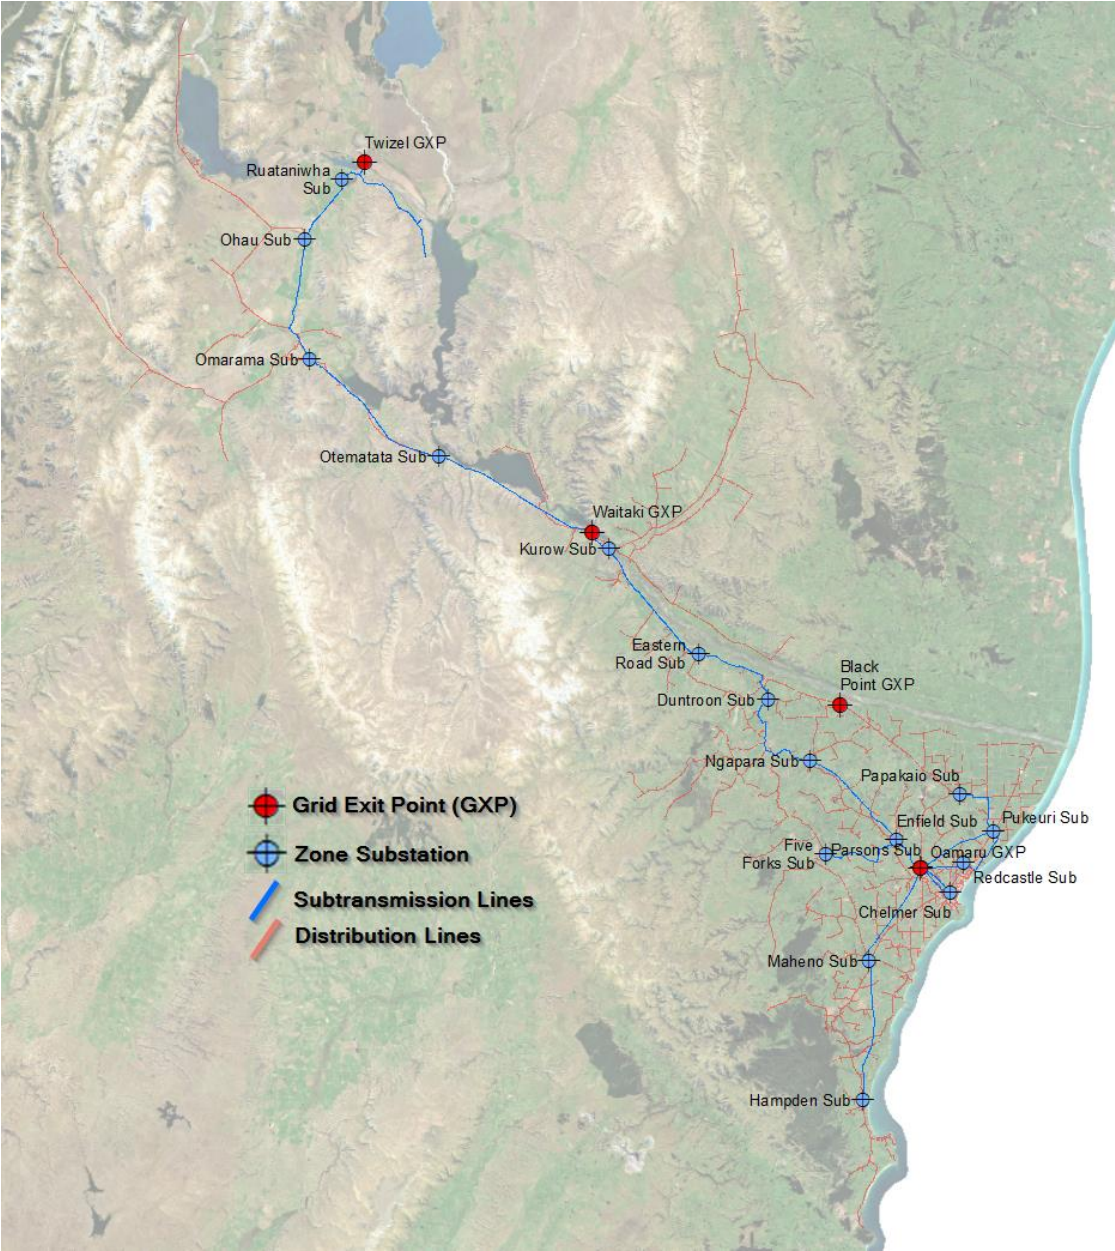 Twizel GXP
Ruataniwha
Sub
Ohau Sub
Omarama Sub
Otematata Sub
Waitaki GXP
Kurow Sub
Eastern
Road Sub
Black
Point GXP
Duntroon Sub
Ngapara Sub
Papakaio Sub
Enfield Sub
Pukeuri Sub
Five
Forks Sub
Parsons Sub
Oamaru GXP
Redcastle Sub
Chelmer Sub
Maheno Sub
Hampden Sub
Grid Exit Point (GXP)
Zone Substation
Subtransmission Lines
Distribution Lines